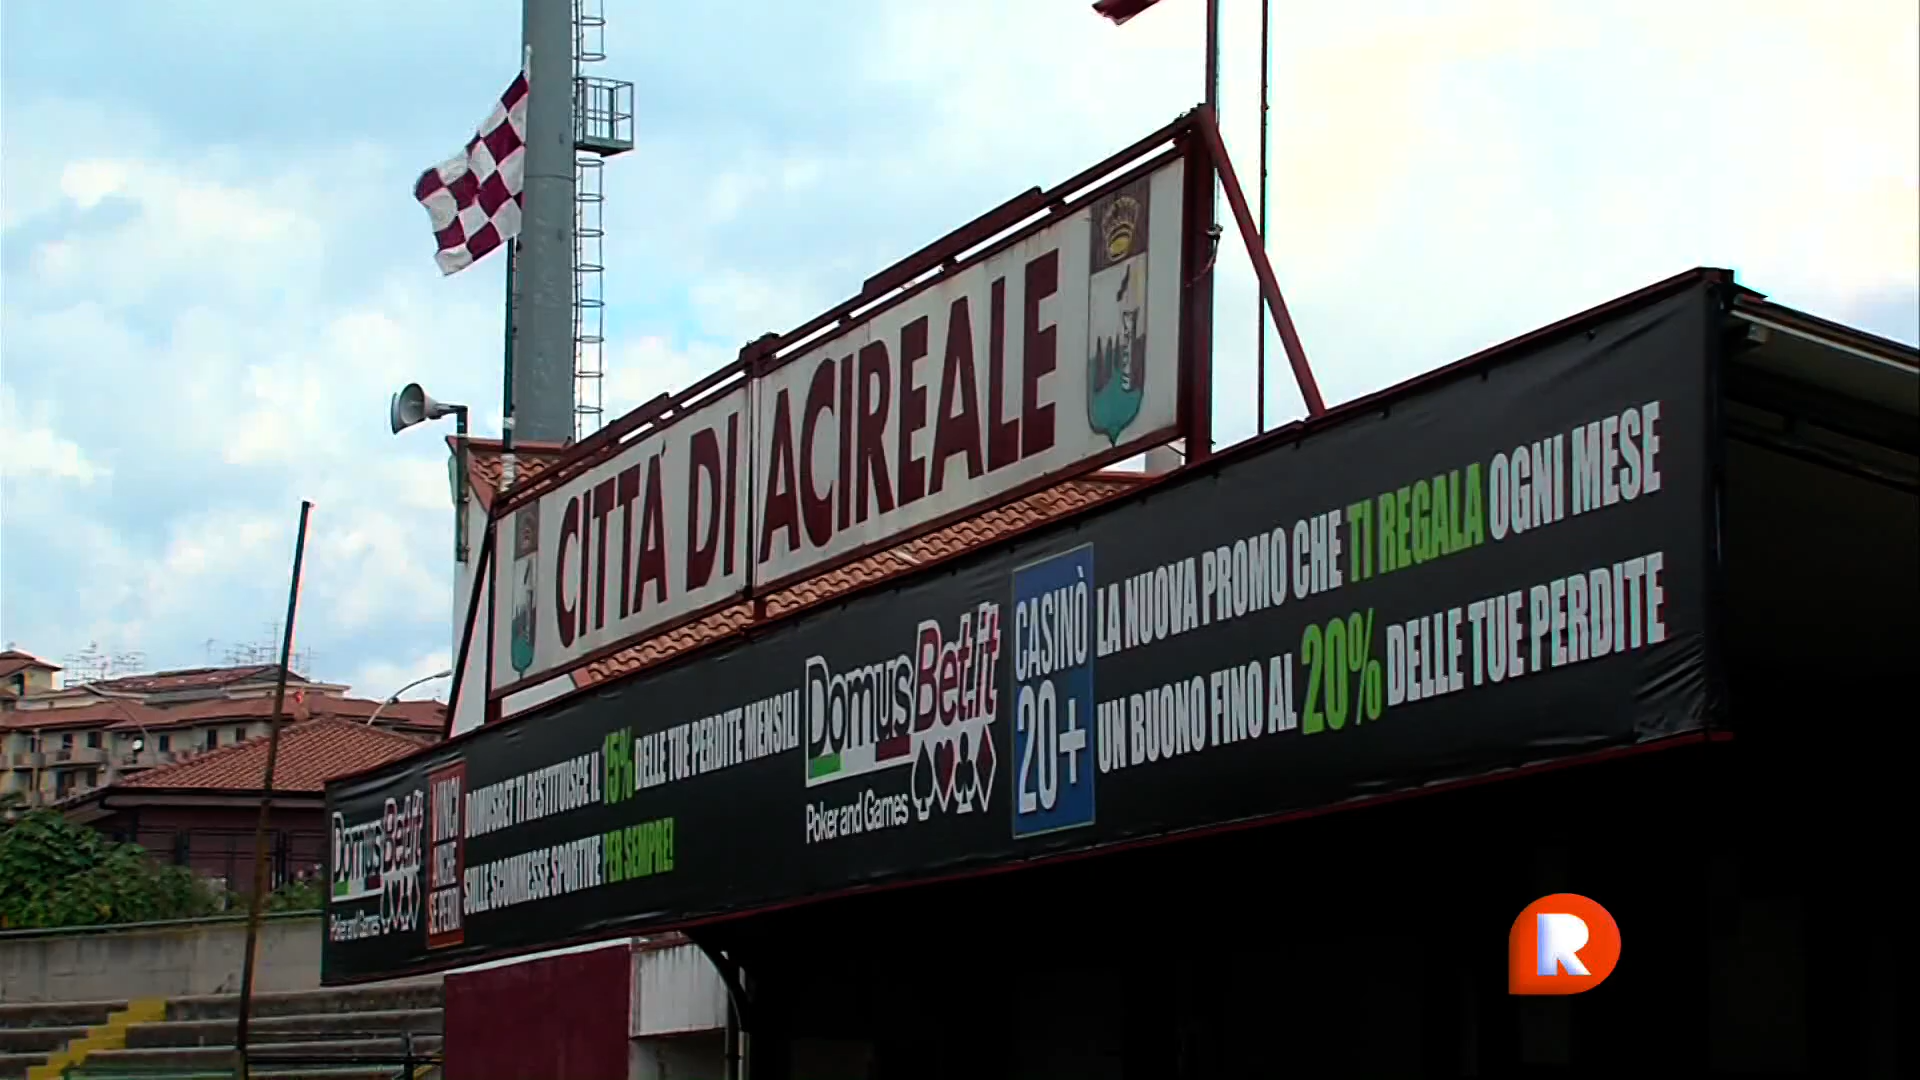 CITTÁ DI ACIREALE
DomusBet.it
Poker and Games
VINCI
ANCHE
SE PERDI
DOMUSBET TI RESTITUISCE IL 15% DELLE TUE PERDITE MENSILI
SULLE SCOMMESSE SPORTIVE PER SEMPRE!
DomusBet.it
Poker and Games
CASINÒ
20+
LA NUOVA PROMO CHE TI REGALA OGNI MESE
UN BUONO FINO AL 20% DELLE TUE PERDITE
R